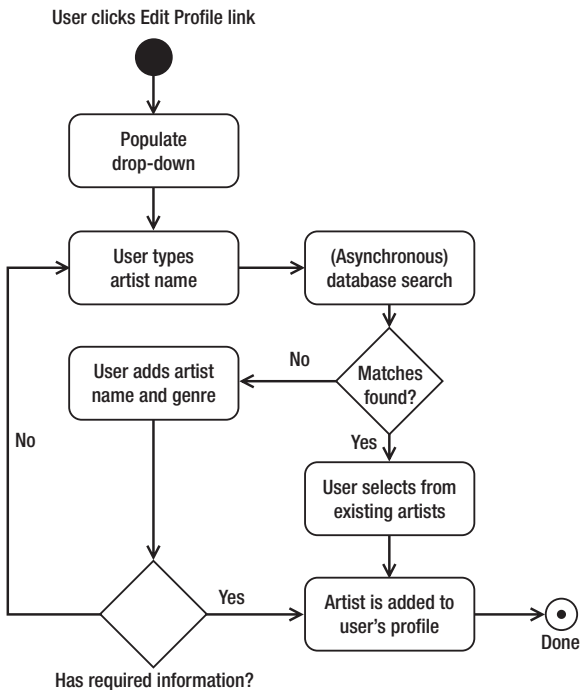 User clicks Edit Profile link
Populate
drop-down
User types
artist name
(Asynchronous)
database search
User adds artist
name and genre
No
Matches
found?
No
Yes
User selects from
existing artists
Yes
Artist is added to
user's profile
Done
Has required information?